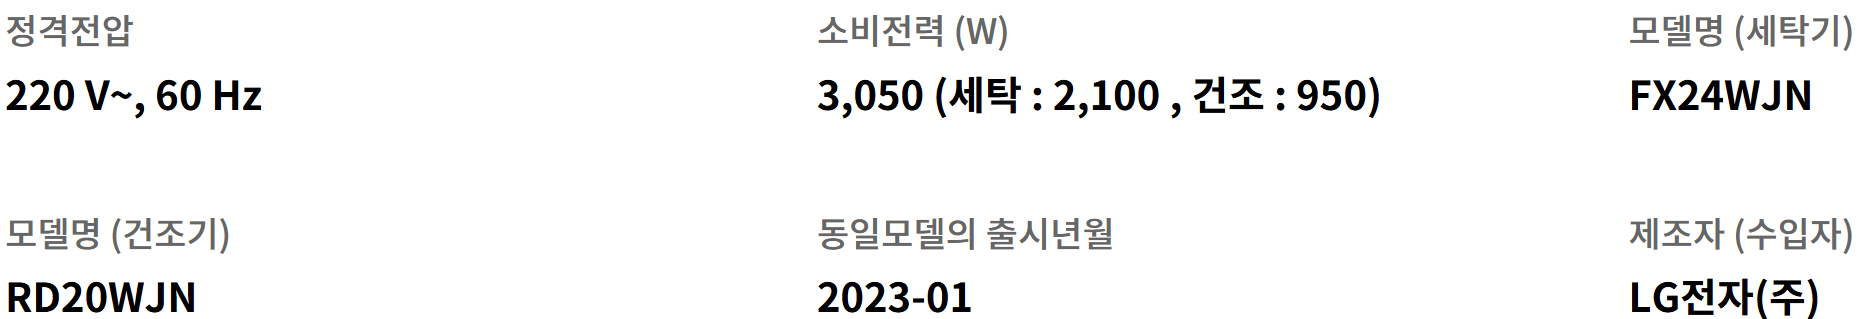 정격전압
220 V~, 60 Hz
소비전력 (W)
3,050 (세탁 : 2,100 , 건조 : 950)
모델명 (세탁기)
FX24WJN
모델명 (건조기)
RD20WJN
동일모델의 출시년월
2023-01
제조자 (수입자)
LG전자(주)